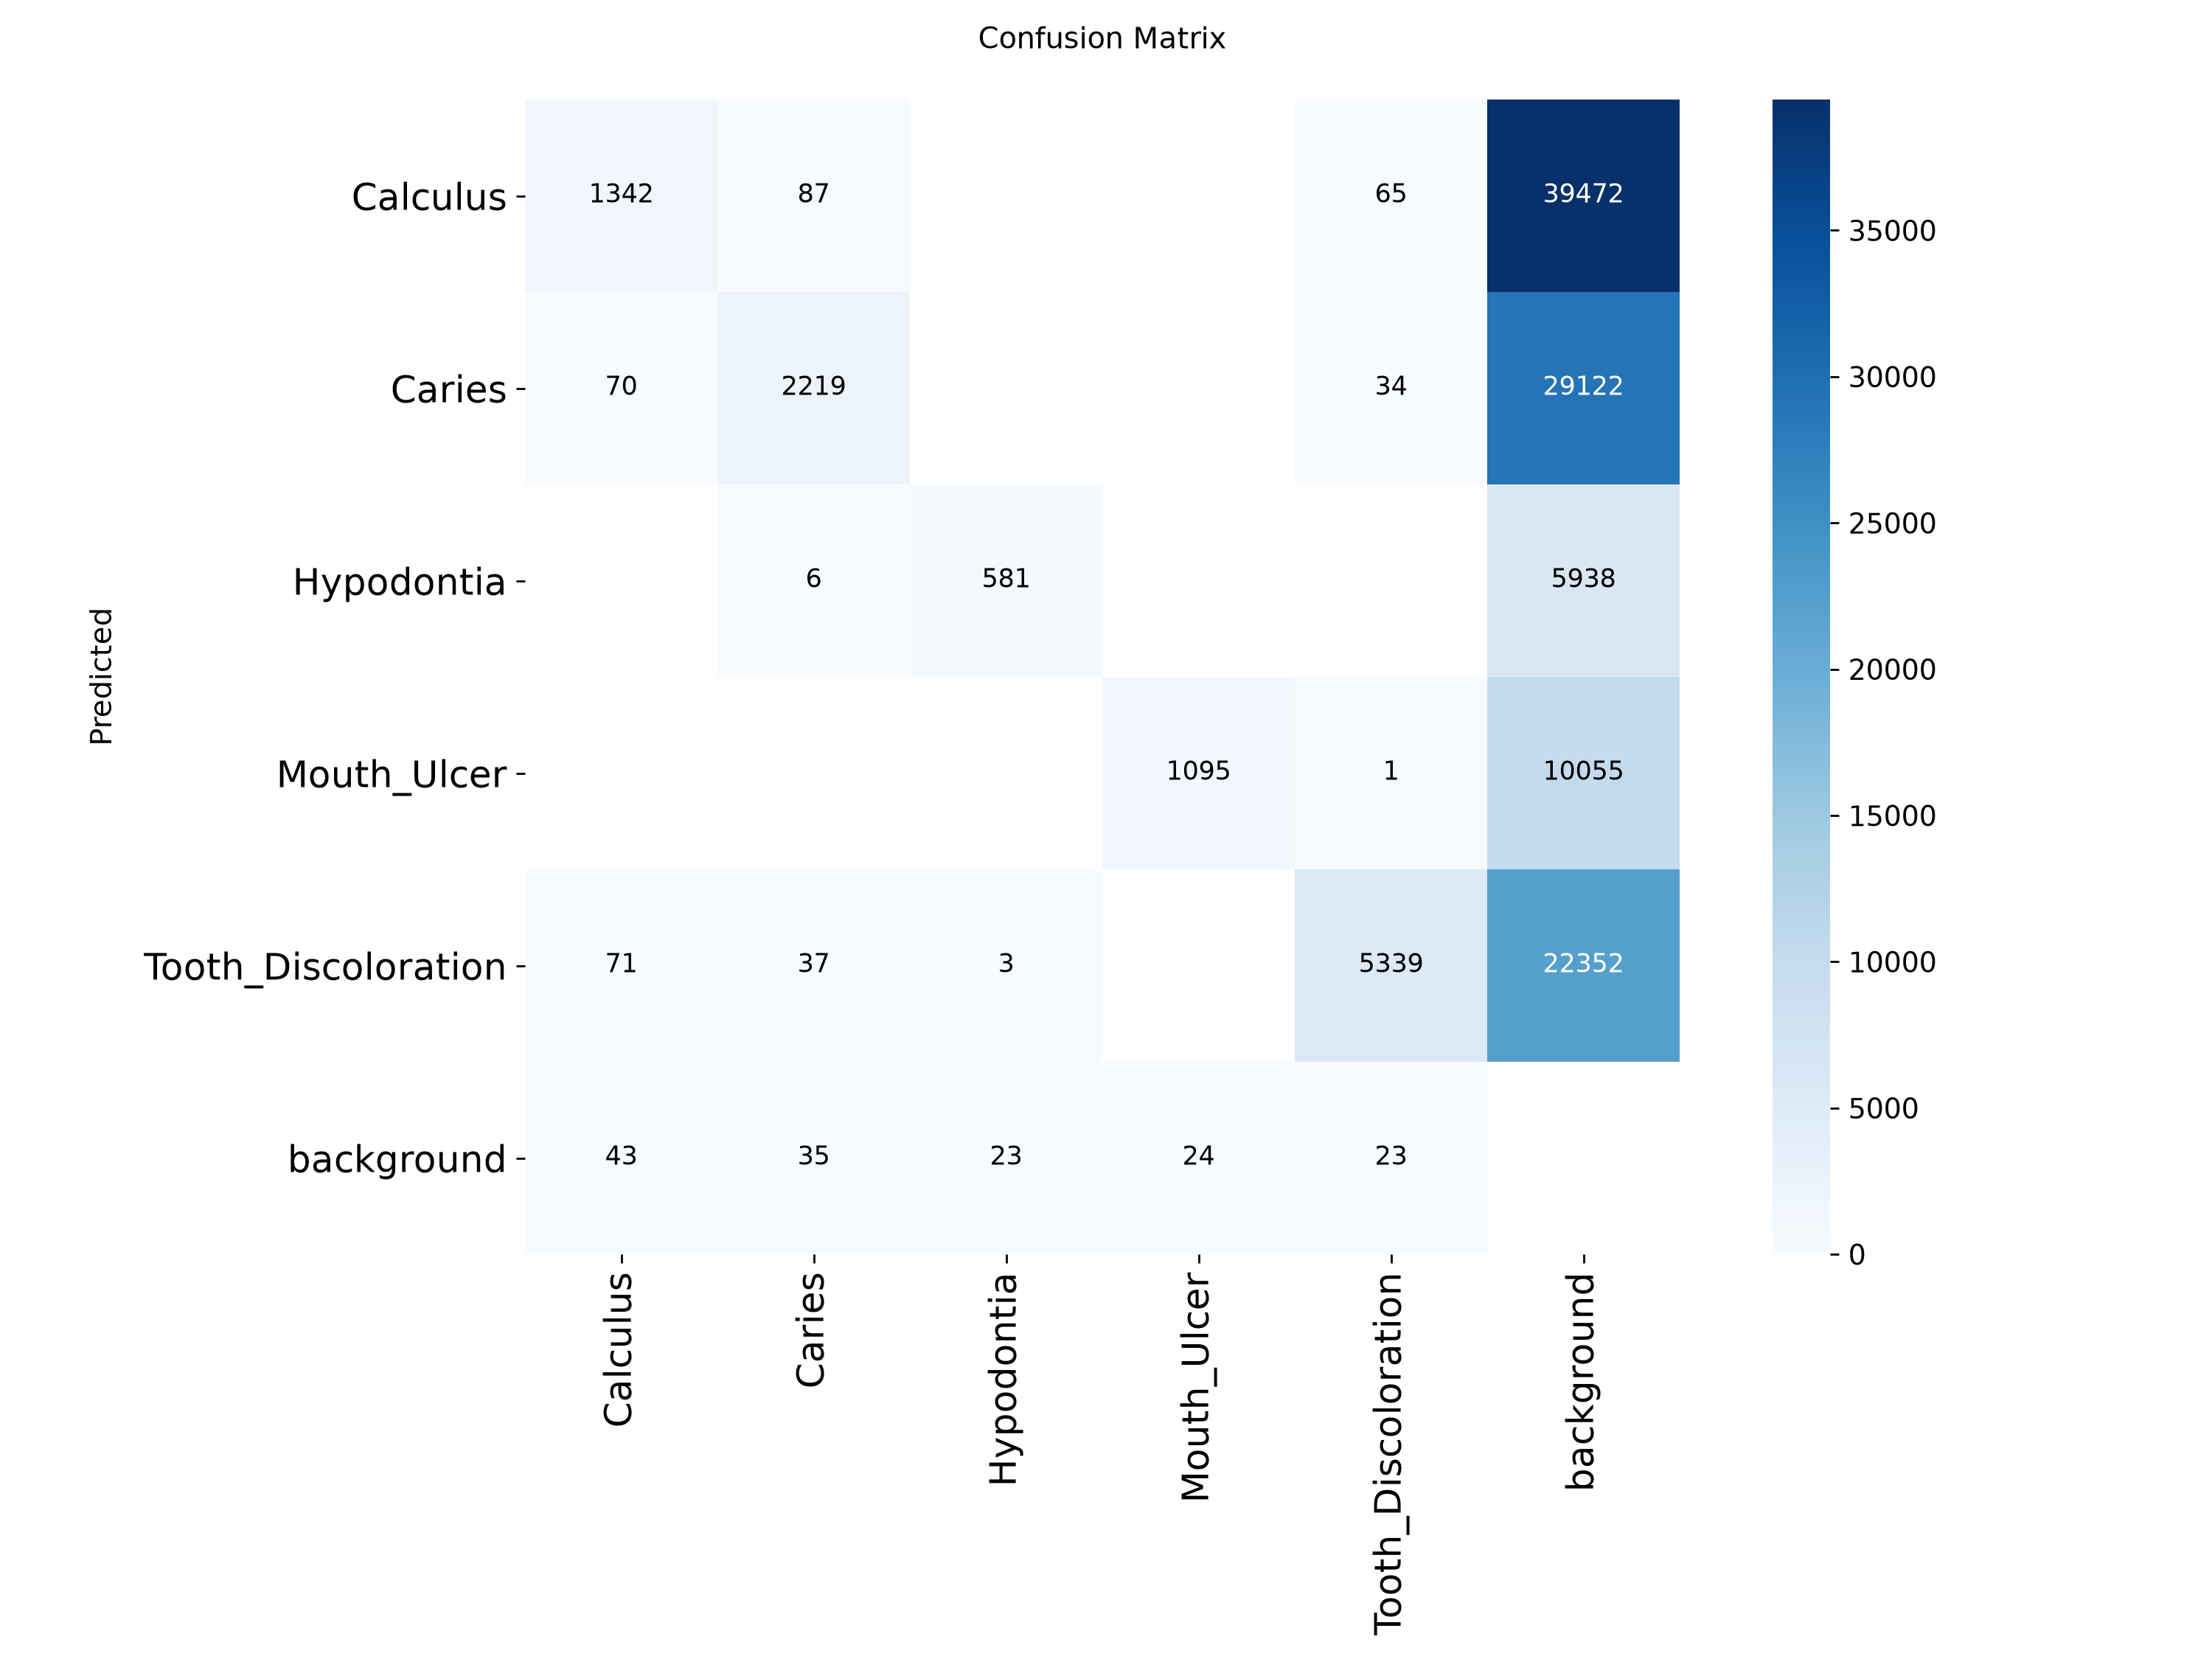 Confusion Matrix
Calculus 1342 87 65 39472
Caries 70 2219 34 29122
Hypodontia 6 581 5938
Mouth_Ulcer 1095 1 10055
Tooth_Discoloration 71 37 3 5339 22352
background 43 35 23 24 23
Predicted
Calculus
Caries
Hypodontia
Mouth_Ulcer
Tooth_Discoloration
background
35000
30000
25000
20000
15000
10000
5000
0